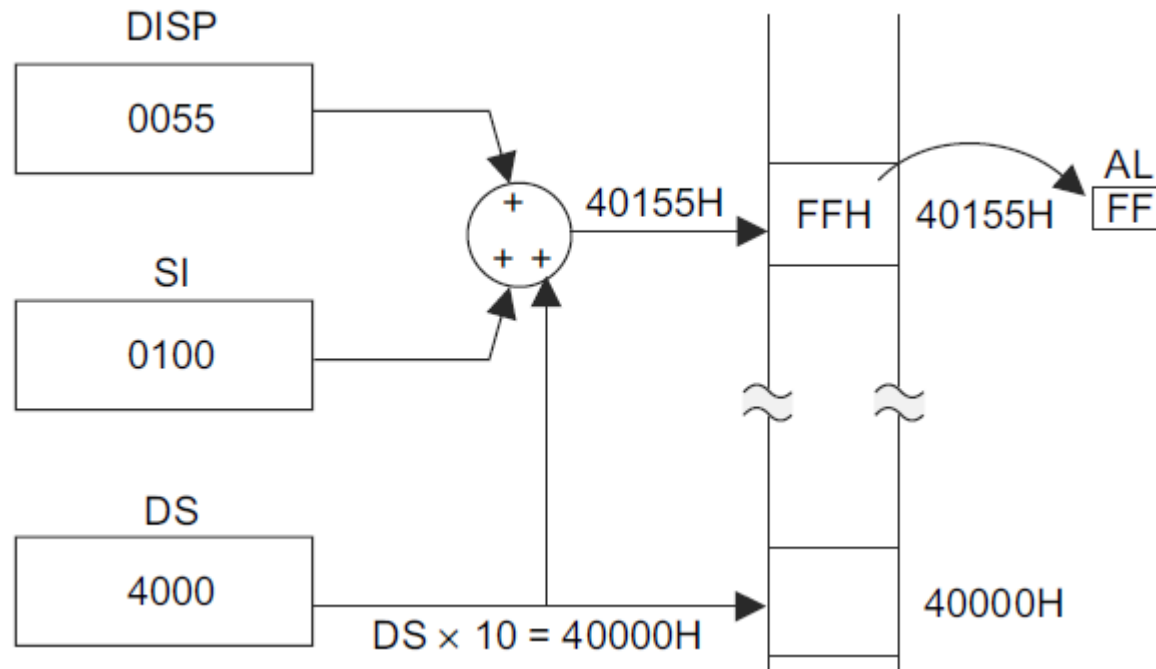 DISP
0055
+
+ +
40155H
FFH
40155H
AL
FF
SI
0100
DS
4000
DS × 10 = 40000H
40000H